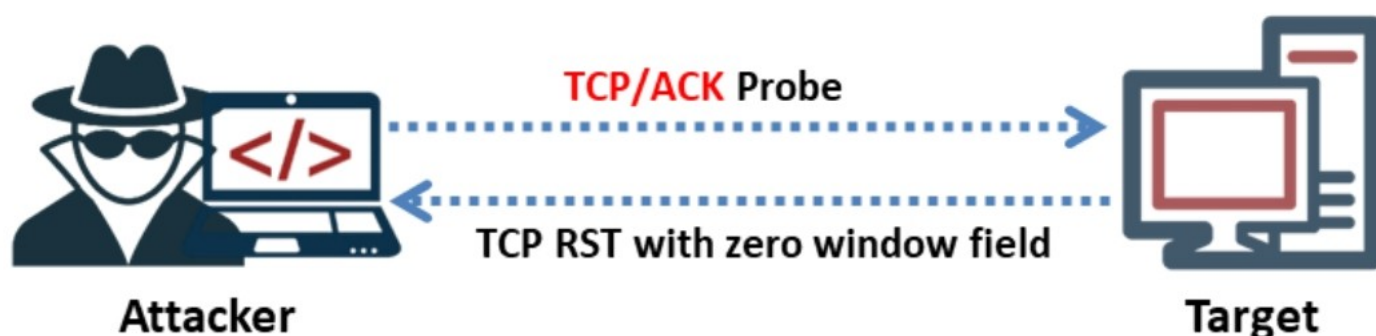 TCP/ACK Probe
</>
TCP RST with zero window field
Attacker
Target